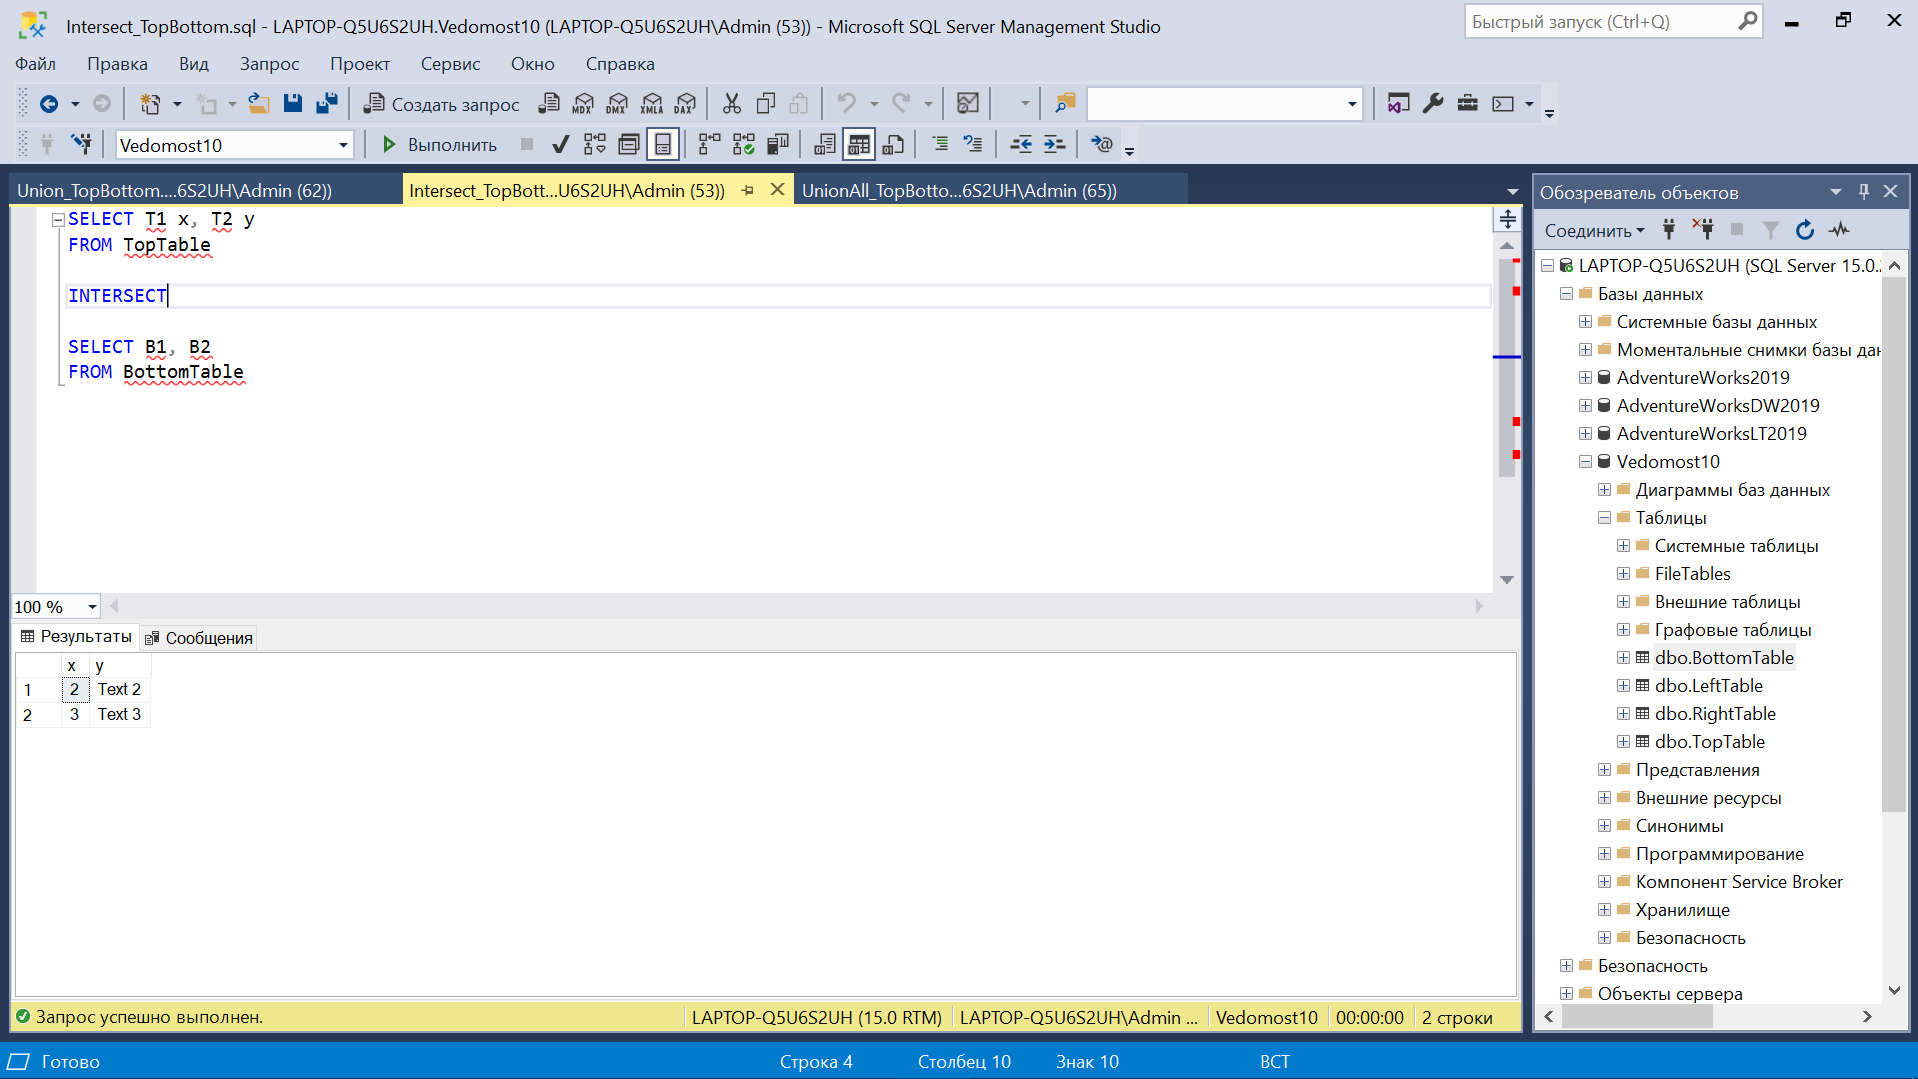 Intersect_TopBottom.sql - LAPTOP-Q5U6S2UH.Vedomost10 (LAPTOP-Q5U6S2UH\Admin (53)) - Microsoft SQL Server Management Studio
Быстрый запуск (Ctrl+Q)
Файл Правка Вид Запрос Проект Сервис Окно Справка
Создать запрос MDX DMX XMLA DAX
Vedomost10 Выполнить
Union_TopBottom....6S2UH\Admin (62)) Intersect_TopBott...U6S2UH\Admin (53)) UnionAll_TopBotto...6S2UH\Admin (65))
SELECT T1 x, T2 y
FROM TopTable
INTERSECT
SELECT B1, B2
FROM BottomTable
100 %
Результаты Сообщения
x y
1 2 Text 2
2 3 Text 3
Запрос успешно выполнен. LAPTOP-Q5U6S2UH (15.0 RTM) LAPTOP-Q5U6S2UH\Admin ... Vedomost10 00:00:00 2 строки
Обозреватель объектов
Соединить
LAPTOP-Q5U6S2UH (SQL Server 15.0.
Базы данных
Системные базы данных
Моментальные снимки базы дан
AdventureWorks2019
AdventureWorksDW2019
AdventureWorksLT2019
Vedomost10
Диаграммы баз данных
Таблицы
Системные таблицы
FileTables
Внешние таблицы
Графовые таблицы
dbo.BottomTable
dbo.LeftTable
dbo.RightTable
dbo.TopTable
Представления
Внешние ресурсы
Синонимы
Программирование
Компонент Service Broker
Хранилище
Безопасность
Безопасность
Объекты сервера
Готово Строка 4 Столбец 10 Знак 10 ВСТ